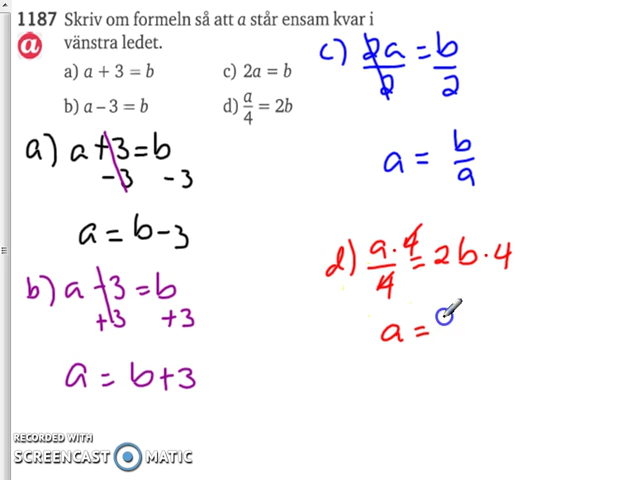 1187 Skriv om formeln så att a står ensam kvar i
a vänstra ledet.
a) a + 3 = b c) 2a = b
b) a − 3 = b d) a/4 = 2b
a) a + 3 = b
−3 −3
a = b − 3
b) a − 3 = b
+3 +3
a = b + 3
c) 2a/2 = b/2
a = b/a
d) a · 4/4 = 2b · 4
a =
RECORDED WITH
SCREENCAST MATIC